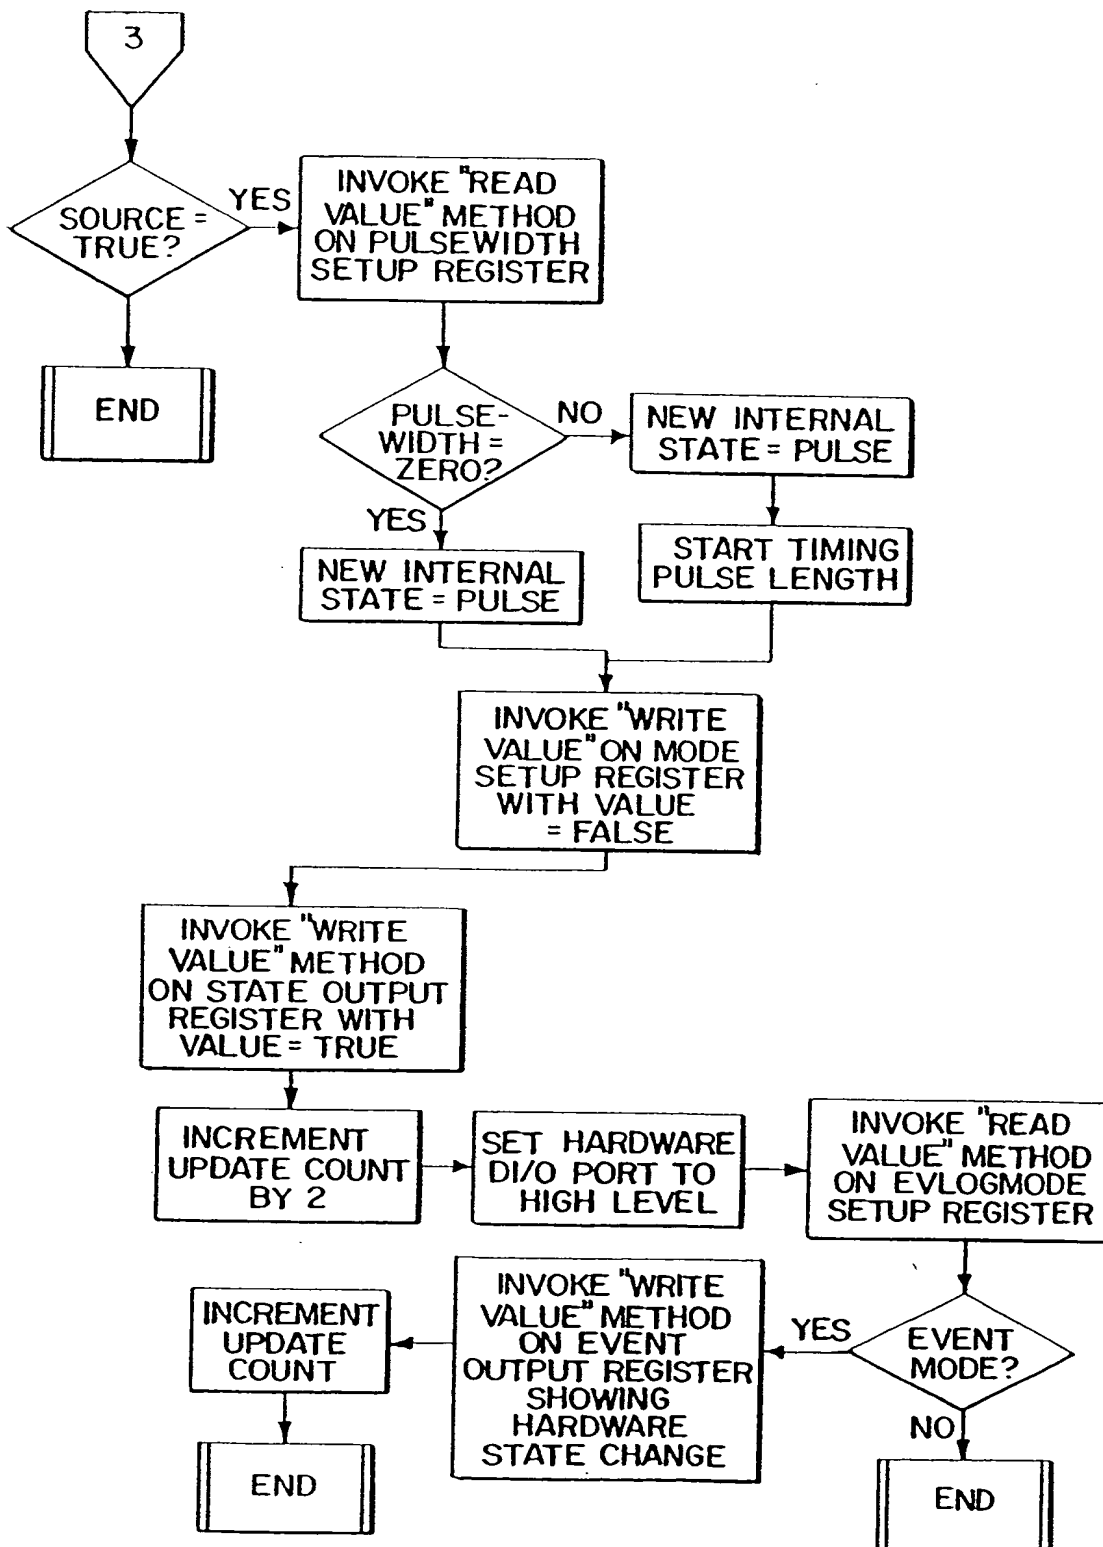 3
SOURCE =
TRUE?
YES
INVOKE "READ
VALUE" METHOD
ON PULSEWIDTH
SETUP REGISTER
END
PULSE-
WIDTH =
ZERO?
NO
NEW INTERNAL
STATE = PULSE
YES
START TIMING
PULSE LENGTH
NEW INTERNAL
STATE = PULSE
INVOKE "WRITE
VALUE" ON MODE
SETUP REGISTER
WITH VALUE
= FALSE
INVOKE "WRITE
VALUE" METHOD
ON STATE OUTPUT
REGISTER WITH
VALUE = TRUE
INCREMENT
UPDATE COUNT
BY 2
SET HARDWARE
DI/O PORT TO
HIGH LEVEL
INVOKE "READ
VALUE" METHOD
ON EVLOGMODE
SETUP REGISTER
EVENT
MODE?
YES
INVOKE "WRITE
VALUE" METHOD
ON EVENT
OUTPUT REGISTER
SHOWING
HARDWARE
STATE CHANGE
INCREMENT
UPDATE
COUNT
END
NO
END